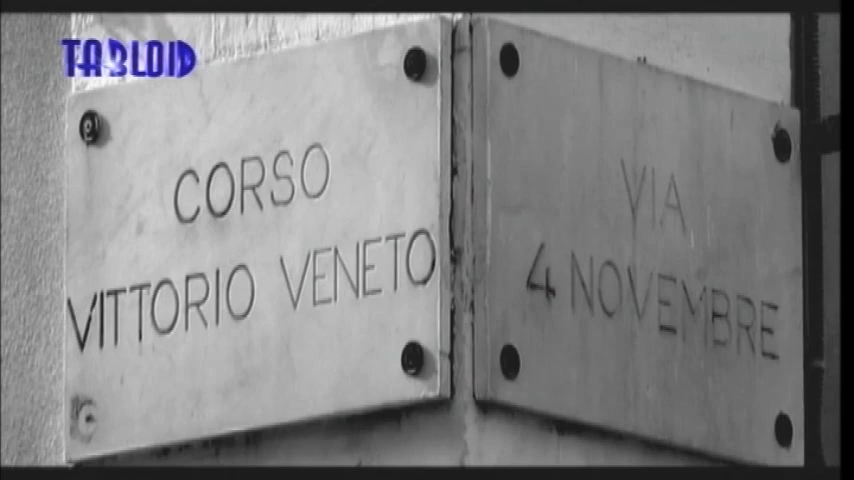 TABLOID
CORSO
VITTORIO VENETO
VIA
4 NOVEMBRE